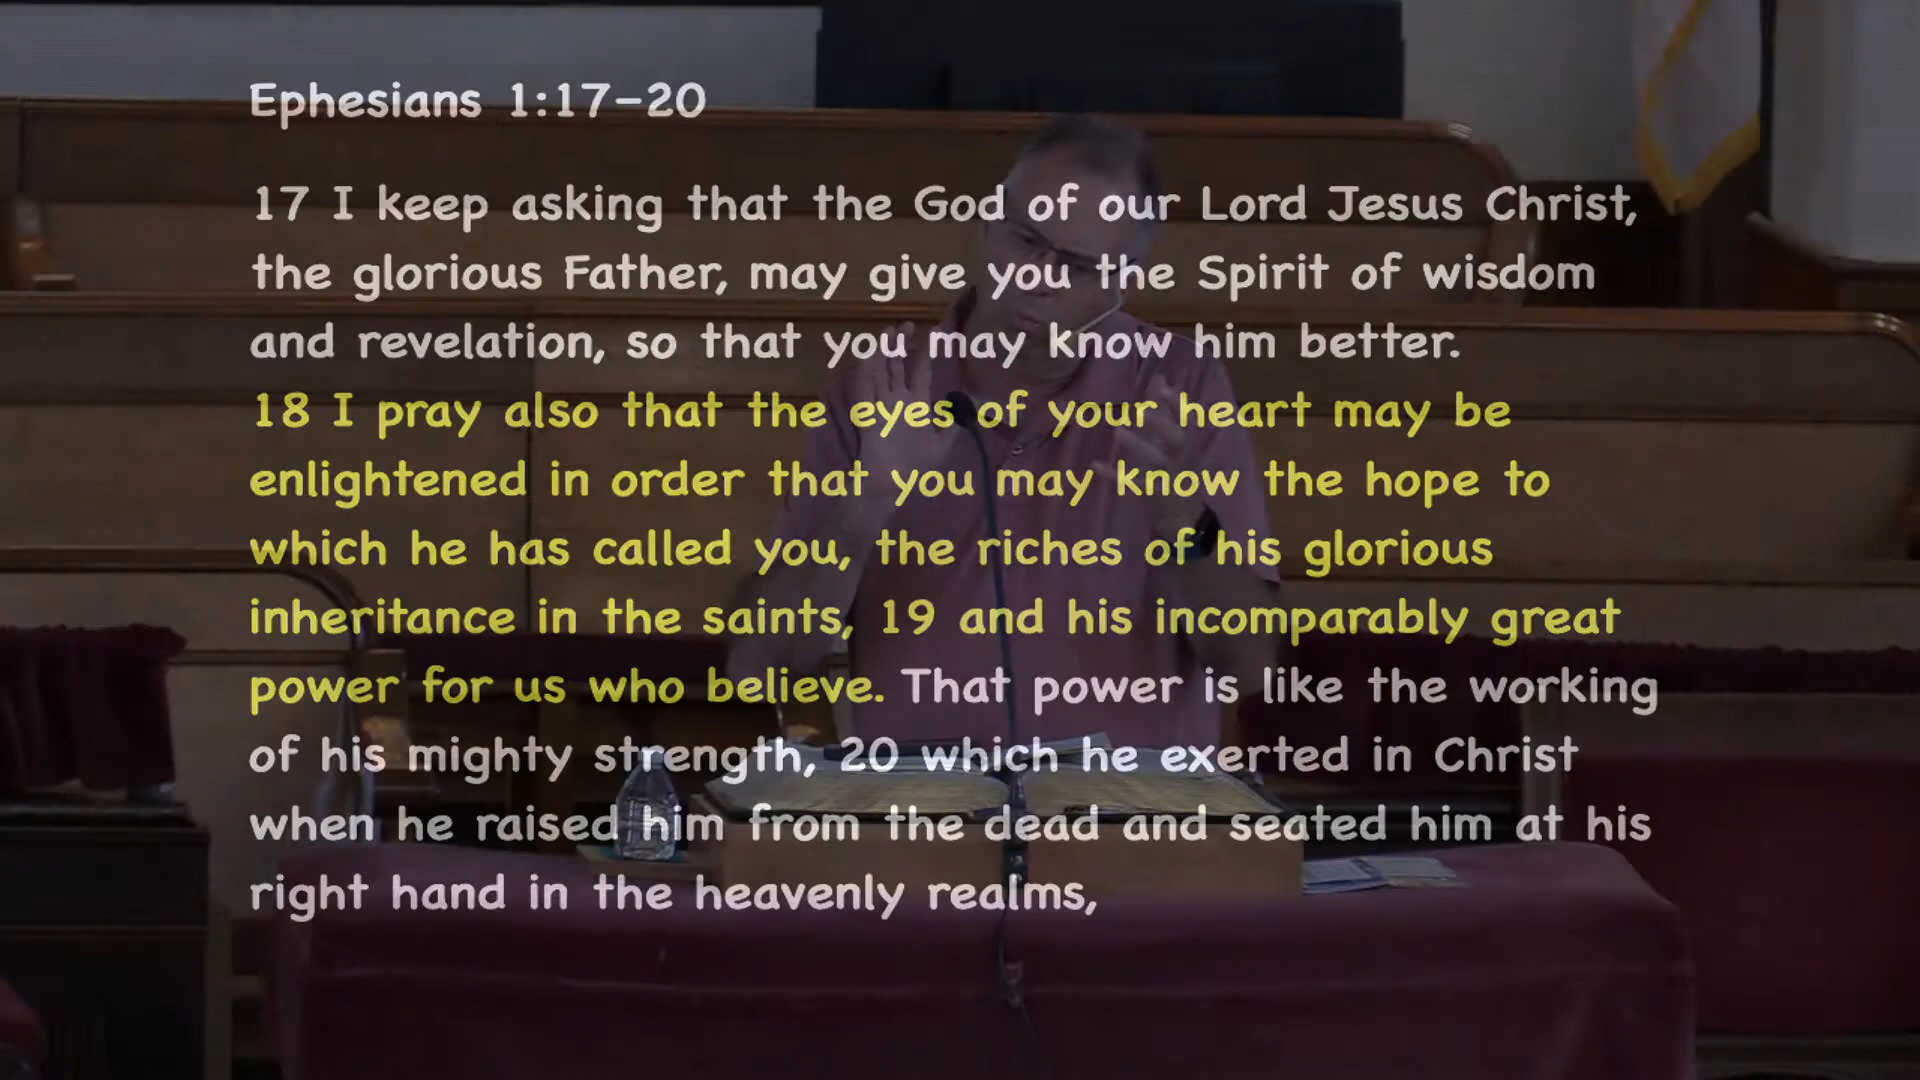 Ephesians 1:17-20
17 I keep asking that the God of our Lord Jesus Christ,
the glorious Father, may give you the Spirit of wisdom
and revelation, so that you may know him better.
18 I pray also that the eyes of your heart may be
enlightened in order that you may know the hope to
which he has called you, the riches of his glorious
inheritance in the saints, 19 and his incomparably great
power for us who believe. That power is like the working
of his mighty strength, 20 which he exerted in Christ
when he raised him from the dead and seated him at his
right hand in the heavenly realms,